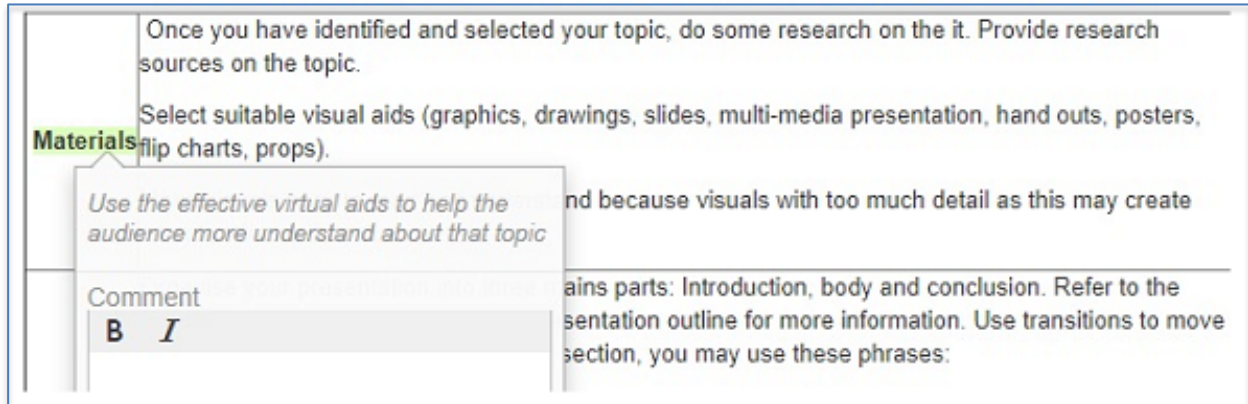 Once you have identified and selected your topic, do some research on the it. Provide research
sources on the topic.
Select suitable visual aids (graphics, drawings, slides, multi-media presentation, hand outs, posters,
Materials flip charts, props).
Use the effective virtual aids to help the
audience more understand about that topic
nd because visuals with too much detail as this may create
Comment
B I
ains parts: Introduction, body and conclusion. Refer to the
sentation outline for more information. Use transitions to move
section, you may use these phrases: